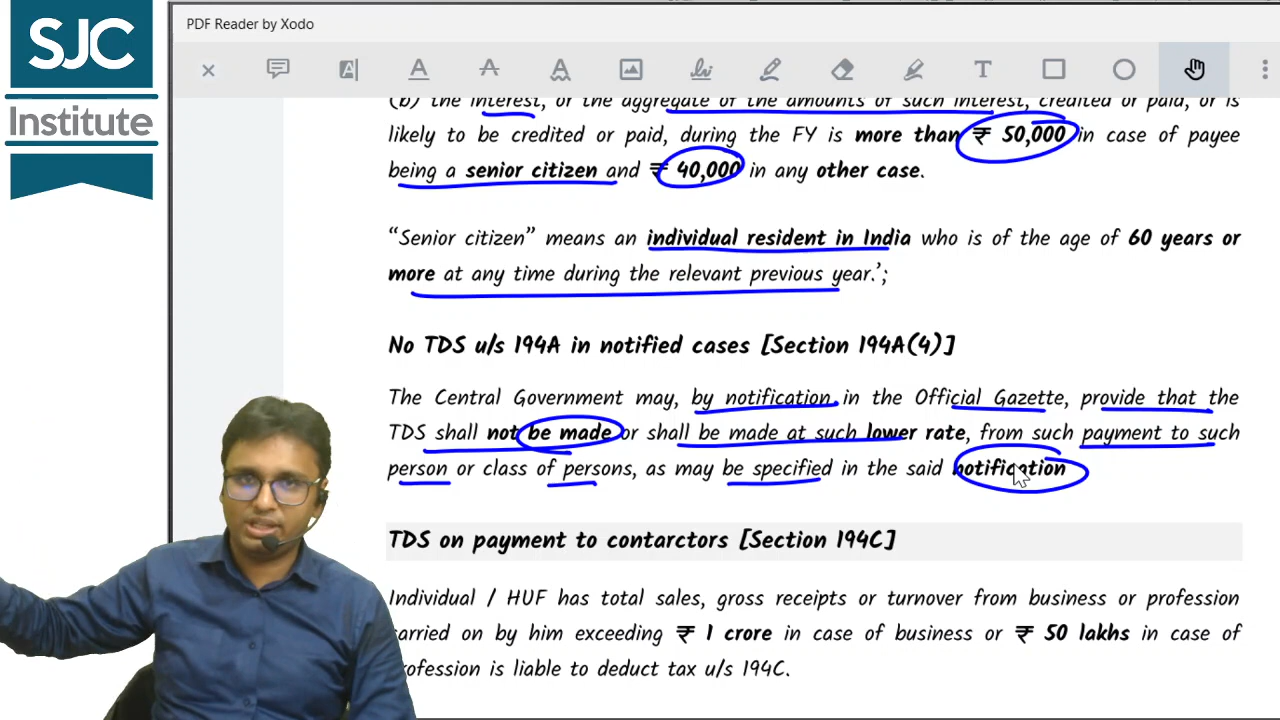 SJC
Institute
PDF Reader by Xodo
(b) the interest, or the aggregate of the amounts of such interest, credited or paid, or is
likely to be credited or paid, during the FY is more than ₹ 50,000 in case of payee
being a senior citizen and ₹ 40,000 in any other case.
“Senior citizen” means an individual resident in India who is of the age of 60 years or
more at any time during the relevant previous year.’;
No TDS u/s 194A in notified cases [Section 194A(4)]
The Central Government may, by notification in the Official Gazette, provide that the
TDS shall not be made or shall be made at such lower rate, from such payment to such
person or class of persons, as may be specified in the said notification
TDS on payment to contarctors [Section 194C]
Individual / HUF has total sales, gross receipts or turnover from business or profession
carried on by him exceeding ₹ 1 crore in case of business or ₹ 50 lakhs in case of
profession is liable to deduct tax u/s 194C.